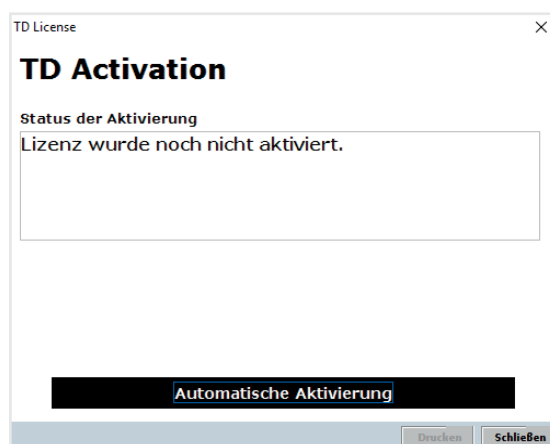 TD License
TD Activation
Status der Aktivierung
Lizenz wurde noch nicht aktiviert.
Automatische Aktivierung
Drucken Schließen